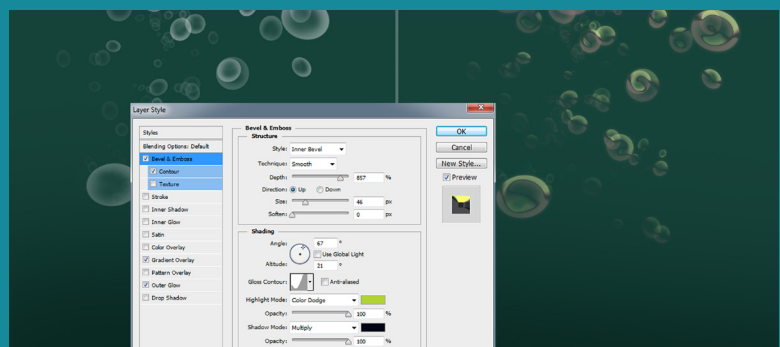 Layer Style
Styles
Blending Options: Default
Bevel & Emboss
Contour
Texture
Stroke
Inner Shadow
Inner Glow
Satin
Color Overlay
Gradient Overlay
Pattern Overlay
Outer Glow
Drop Shadow
Bevel & Emboss
Structure
Style: Inner Bevel
Technique: Smooth
Depth: 857 %
Direction: Up Down
Size: 46 px
Soften: 0 px
Shading
Angle: 67 °
Use Global Light
Altitude: 21 °
Gloss Contour: Anti-aliased
Highlight Mode: Color Dodge
Opacity: 100 %
Shadow Mode: Multiply
Opacity: 100 %
OK
Cancel
New Style...
Preview